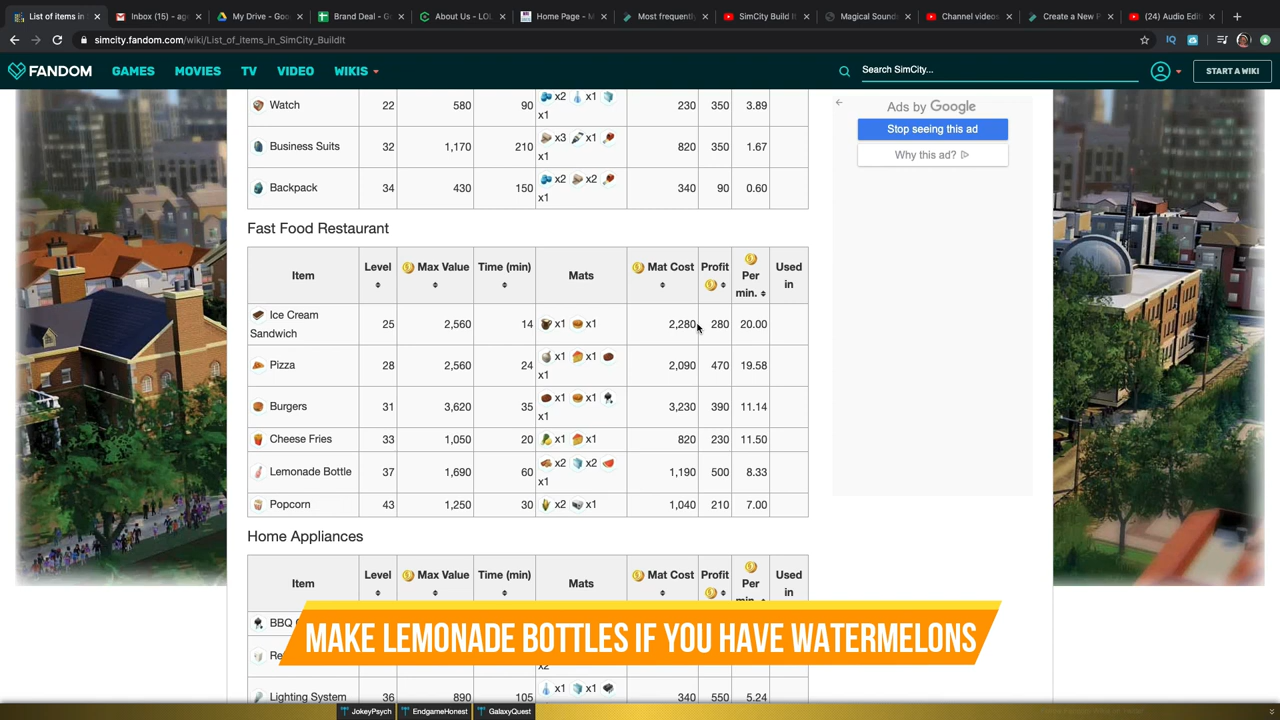 List of items in
Inbox (15) - age
My Drive - Goo
Brand Deal - G
About Us - LOL
Home Page - M
Most frequently
SimCity Build It
Magical Sounds
Channel videos
Create a New P
(24) Audio Edit
simcity.fandom.com/wiki/List_of_items_in_SimCity_BuildIt
IQ
FANDOM GAMES MOVIES TV VIDEO WIKIS
Search SimCity...
START A WIKI
Watch 22 580 90 x2 x1 230 350 3.89
x1
Business Suits 32 1,170 210 x3 x1 820 350 1.67
x1
Backpack 34 430 150 x2 x2 340 90 0.60
x1
Ads by Google
Stop seeing this ad
Why this ad?
Fast Food Restaurant
Item Level Max Value Time (min) Mats Mat Cost Profit Per min. Used in
Ice Cream
Sandwich 25 2,560 14 x1 x1 2,280 280 20.00
Pizza 28 2,560 24 x1 x1 2,090 470 19.58
x1
Burgers 31 3,620 35 x1 x1 3,230 390 11.14
x1
Cheese Fries 33 1,050 20 x1 x1 820 230 11.50
Lemonade Bottle 37 1,690 60 x2 x2 1,190 500 8.33
x1
Popcorn 43 1,250 30 x2 x1 1,040 210 7.00
Home Appliances
Item Level Max Value Time (min) Mats Mat Cost Profit Per min. Used in
BBQ
Re
x2
MAKE LEMONADE BOTTLES IF YOU HAVE WATERMELONS
Lighting System 36 890 105 x1 x1 340 550 5.24
JokeyPsych EndgameHonest GalaxyQuest